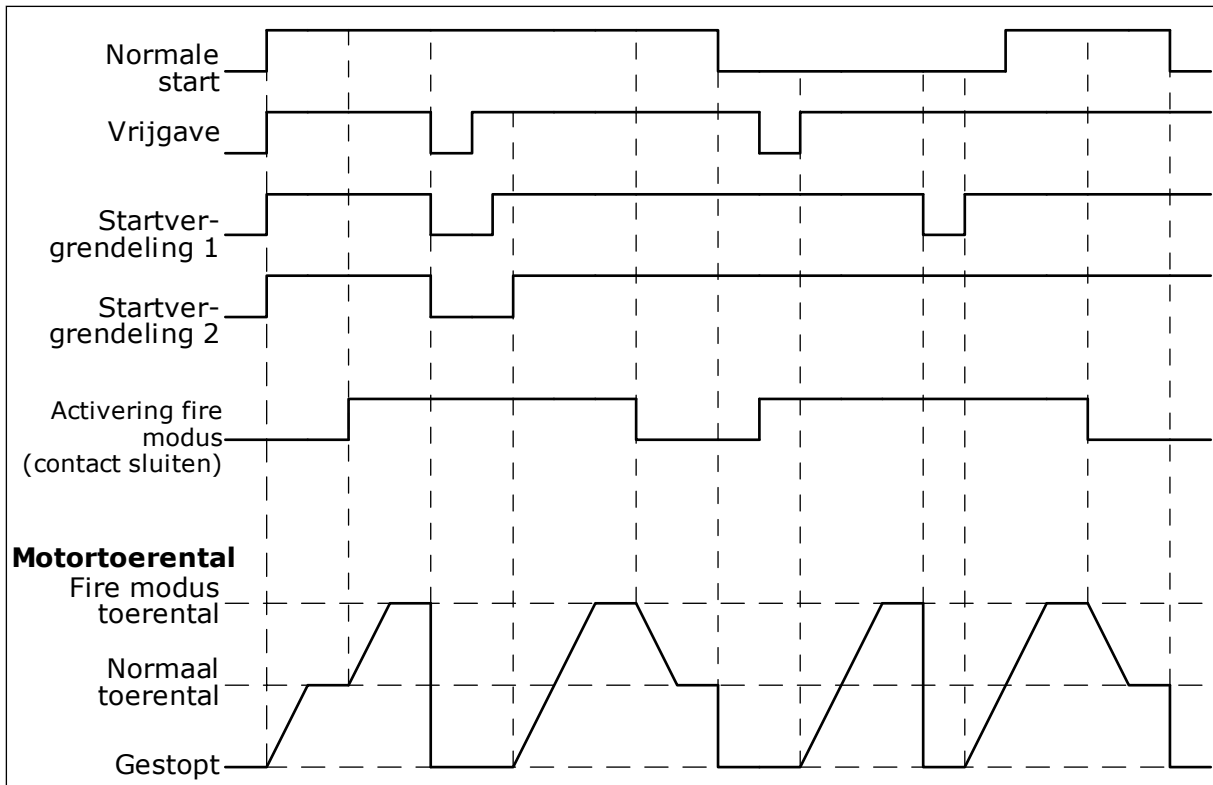 Normale
start
Vrijgave
Startver-
grendeling 1
Startver-
grendeling 2
Activering fire
modus
(contact sluiten)
Motortoerental
Fire modus
toerental
Normaal
toerental
Gestopt